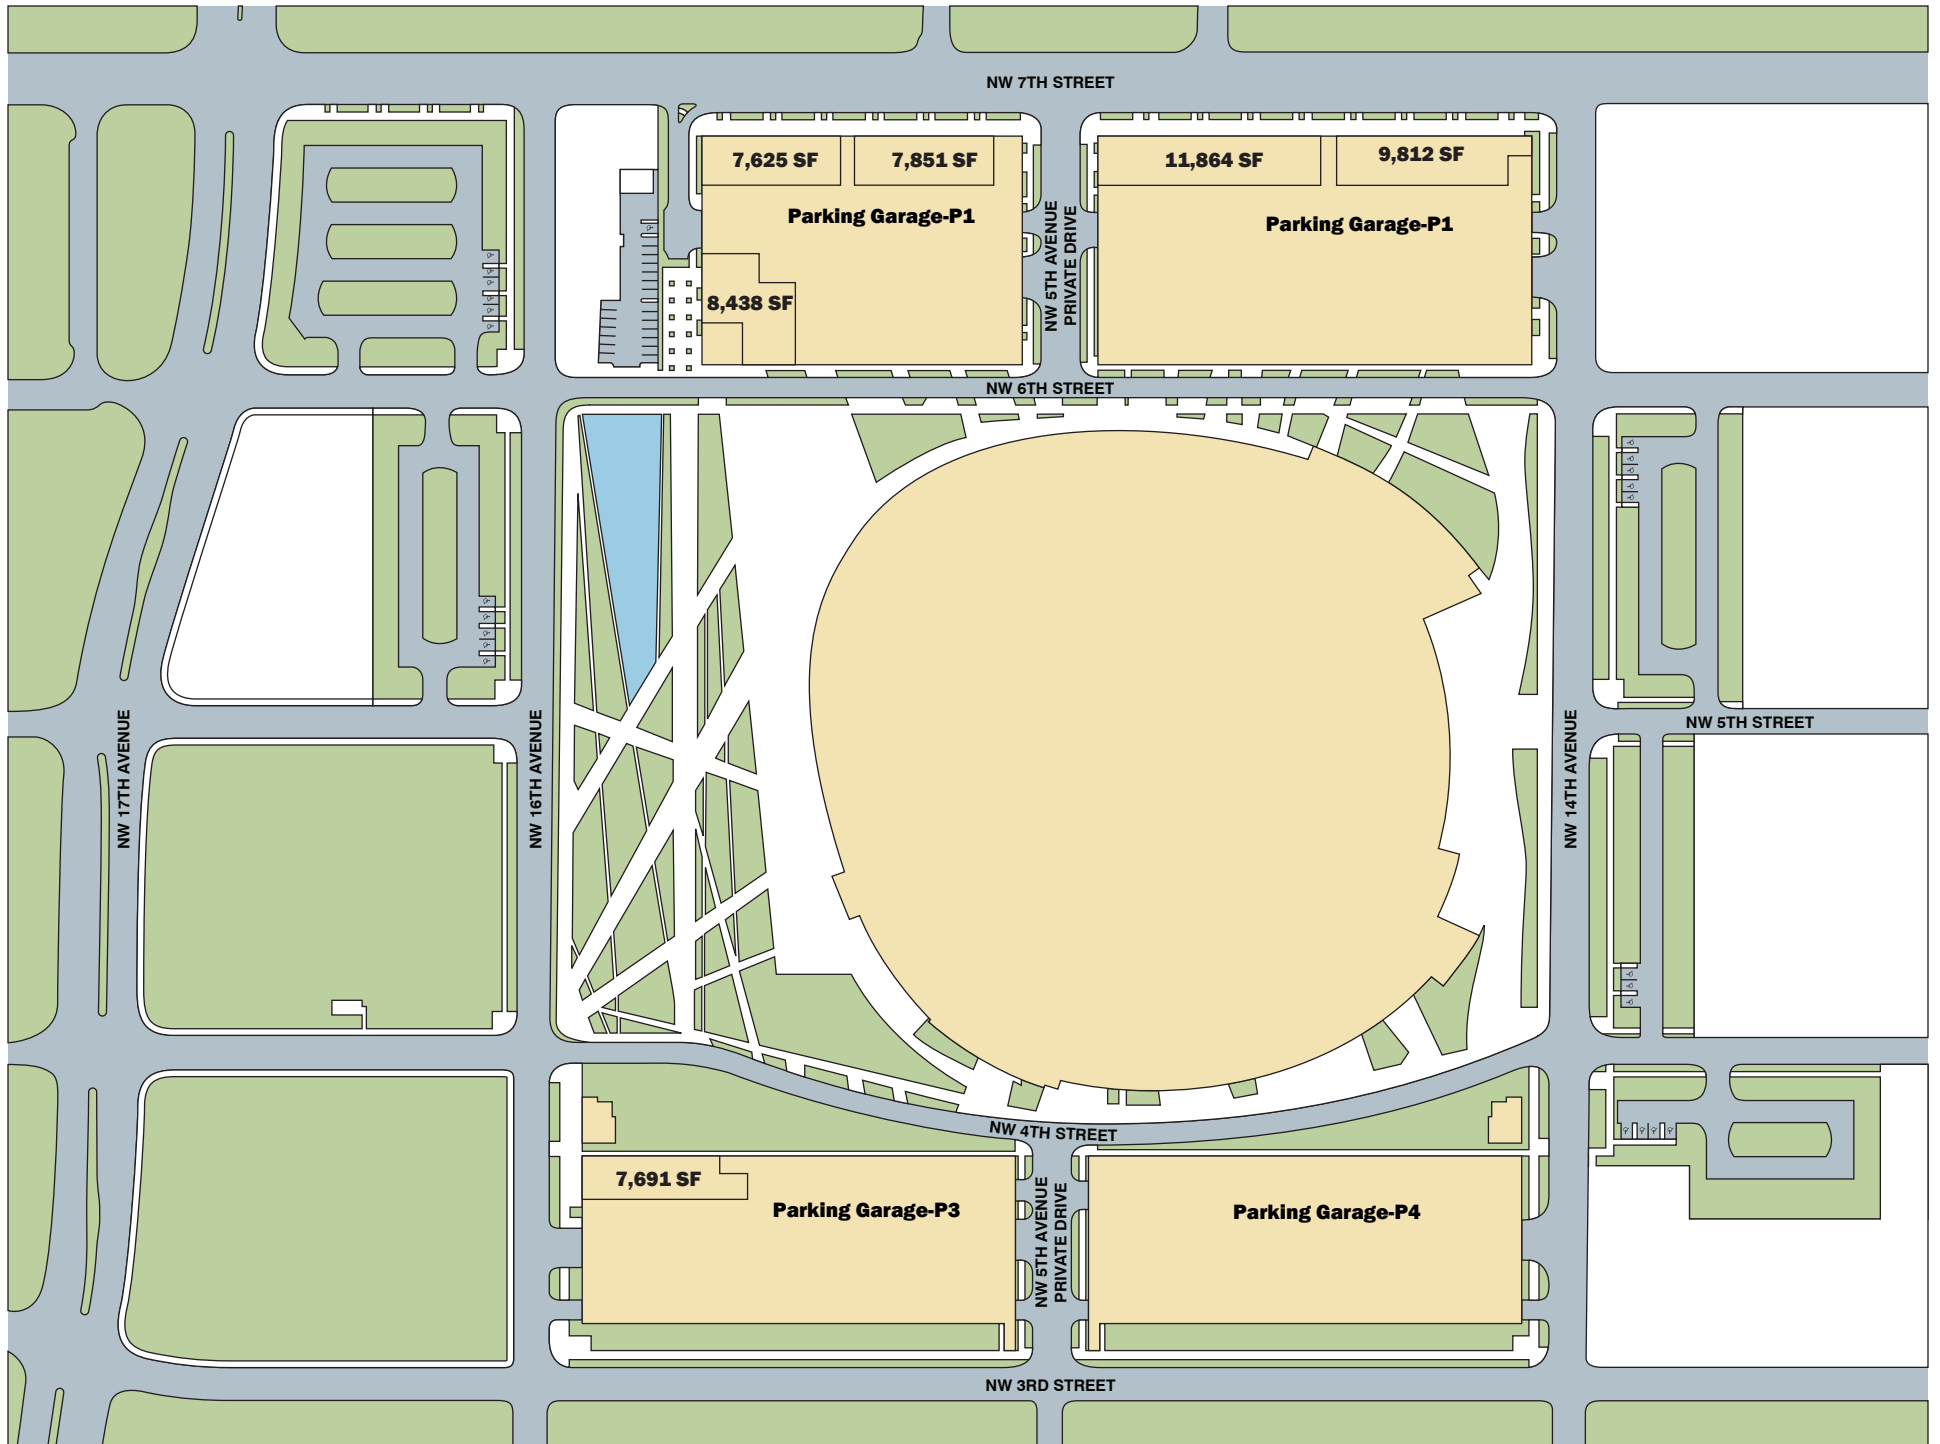 NW 7TH STREET
7,625 SF
7,851 SF
11,864 SF
9,812 SF
Parking Garage-P1
Parking Garage-P1
NW 5TH AVENUE
PRIVATE DRIVE
8,438 SF
NW 6TH STREET
NW 17TH AVENUE
NW 16TH AVENUE
NW 14TH AVENUE
NW 5TH STREET
NW 4TH STREET
7,691 SF
Parking Garage-P3
Parking Garage-P4
NW 5TH AVENUE
PRIVATE DRIVE
NW 3RD STREET